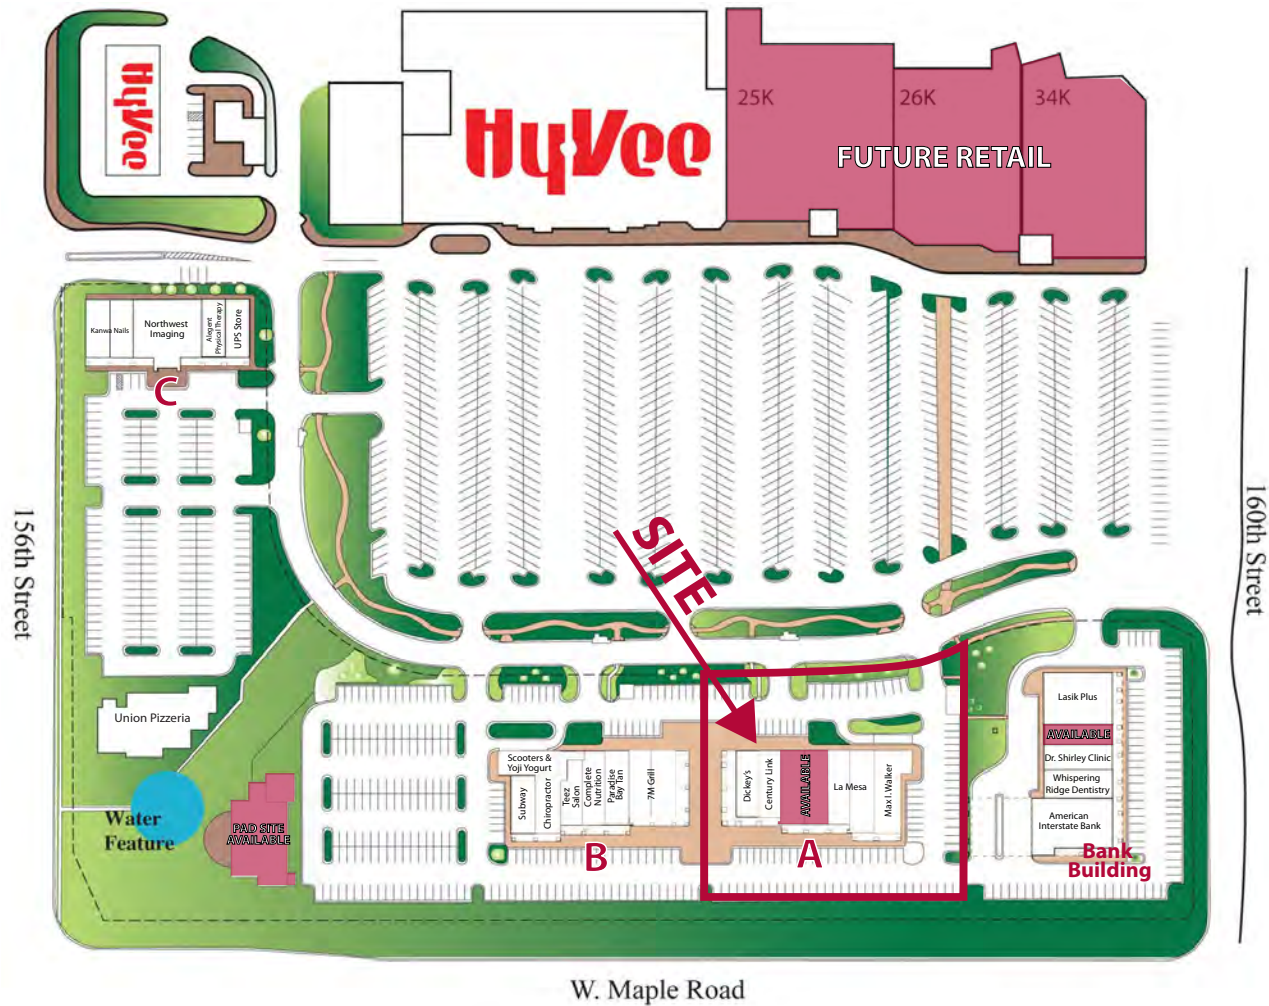 HyVee
HyVee
25K
26K
34K
FUTURE RETAIL
Kanwa Nails
Northwest
Imaging
Alegent
Physical Therapy
UPS Store
C
156th Street
160th Street
SITE
Union Pizzeria
Water
Feature
PAD SITE
AVAILABLE
Scooters &
Yoji Yogurt
Subway
Chiropractor
Teez
Salon
Complete
Nutrition
Paradise
Bay Tan
7M Grill
B
Dickey's
Century Link
AVAILABLE
La Mesa
Max I. Walker
A
Lasik Plus
AVAILABLE
Dr. Shirley Clinic
Whispering
Ridge Dentistry
American
Interstate Bank
Bank
Building
W. Maple Road